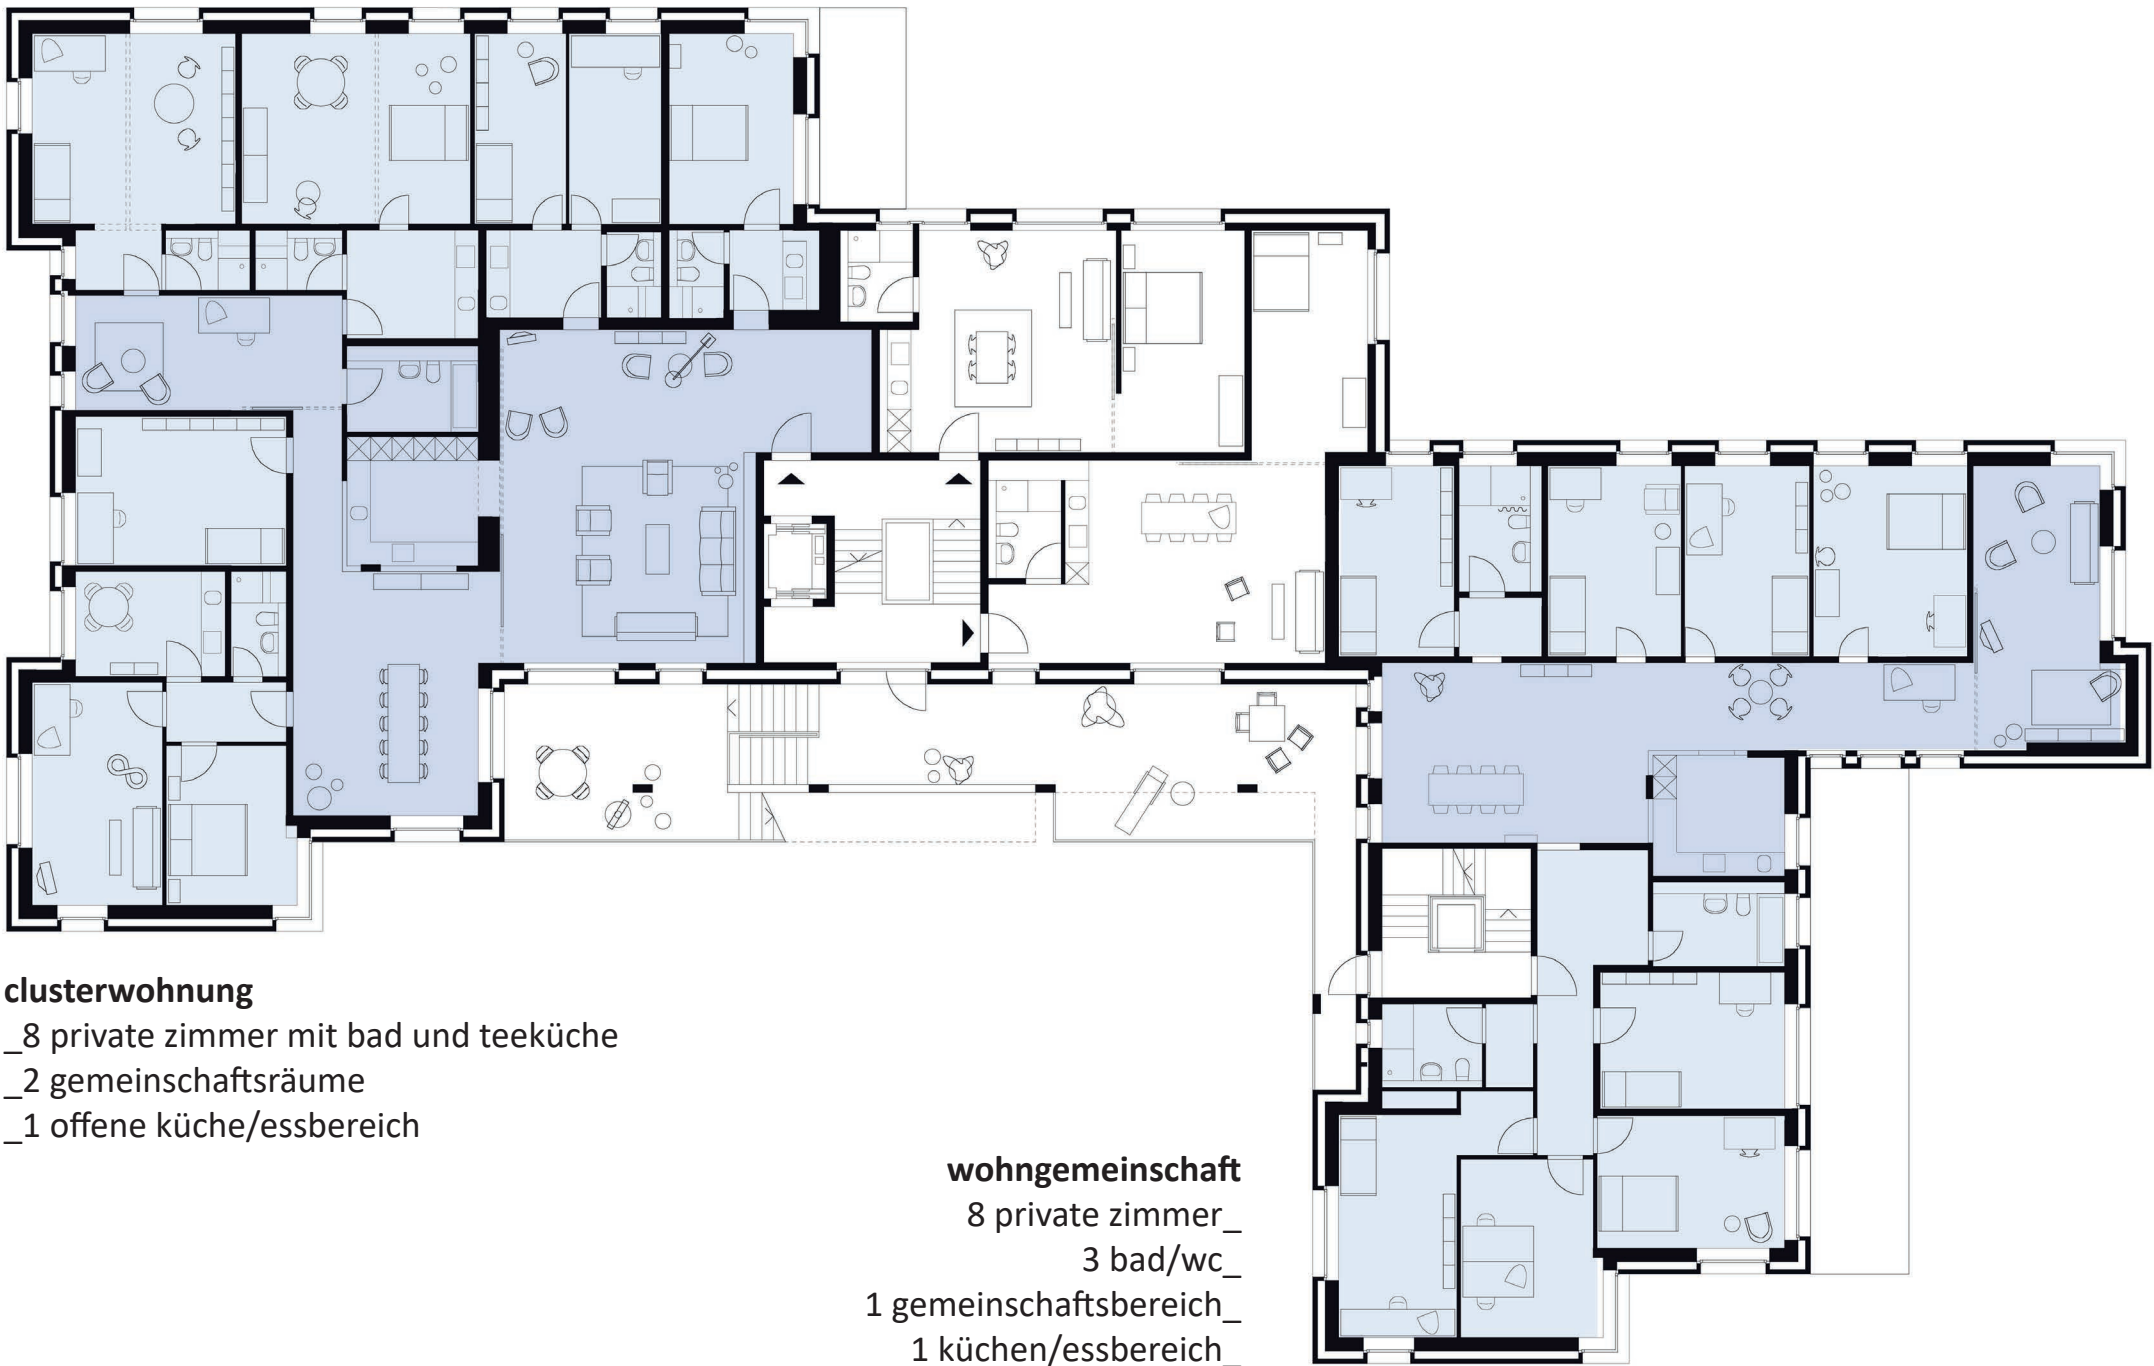 clusterwohnung
_8 private zimmer mit bad und teeküche
_2 gemeinschaftsräume
_1 offene küche/essbereich
wohngemeinschaft
8 private zimmer_
3 bad/wc_
1 gemeinschaftsbereich_
1 küchen/essbereich_